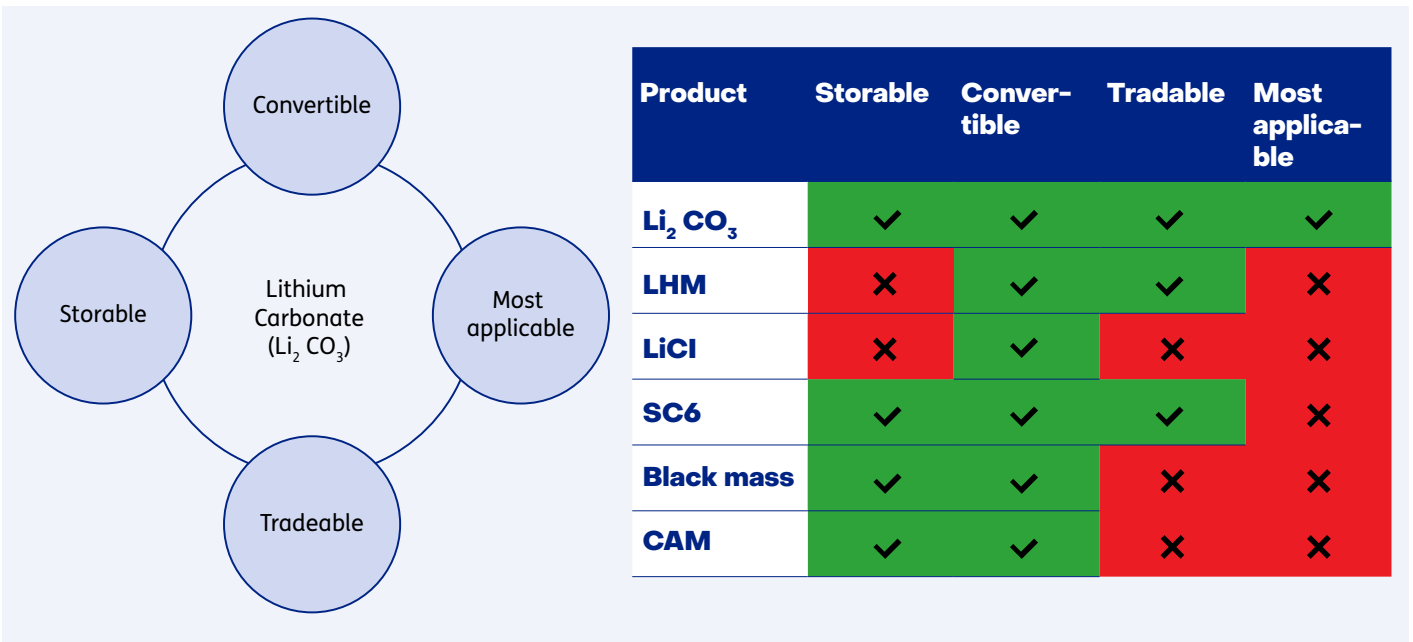 Convertible
Storable
Lithium
Carbonate
(Li₂ CO₃)
Most
applicable
Tradeable
Product Storable Conver-
tible Tradable Most
applica-
ble
Li₂ CO₃ ✓ ✓ ✓ ✓
LHM ✕ ✓ ✓ ✕
LiCl ✕ ✓ ✕ ✕
SC6 ✓ ✓ ✓ ✕
Black mass ✓ ✓ ✕ ✕
CAM ✓ ✓ ✕ ✕